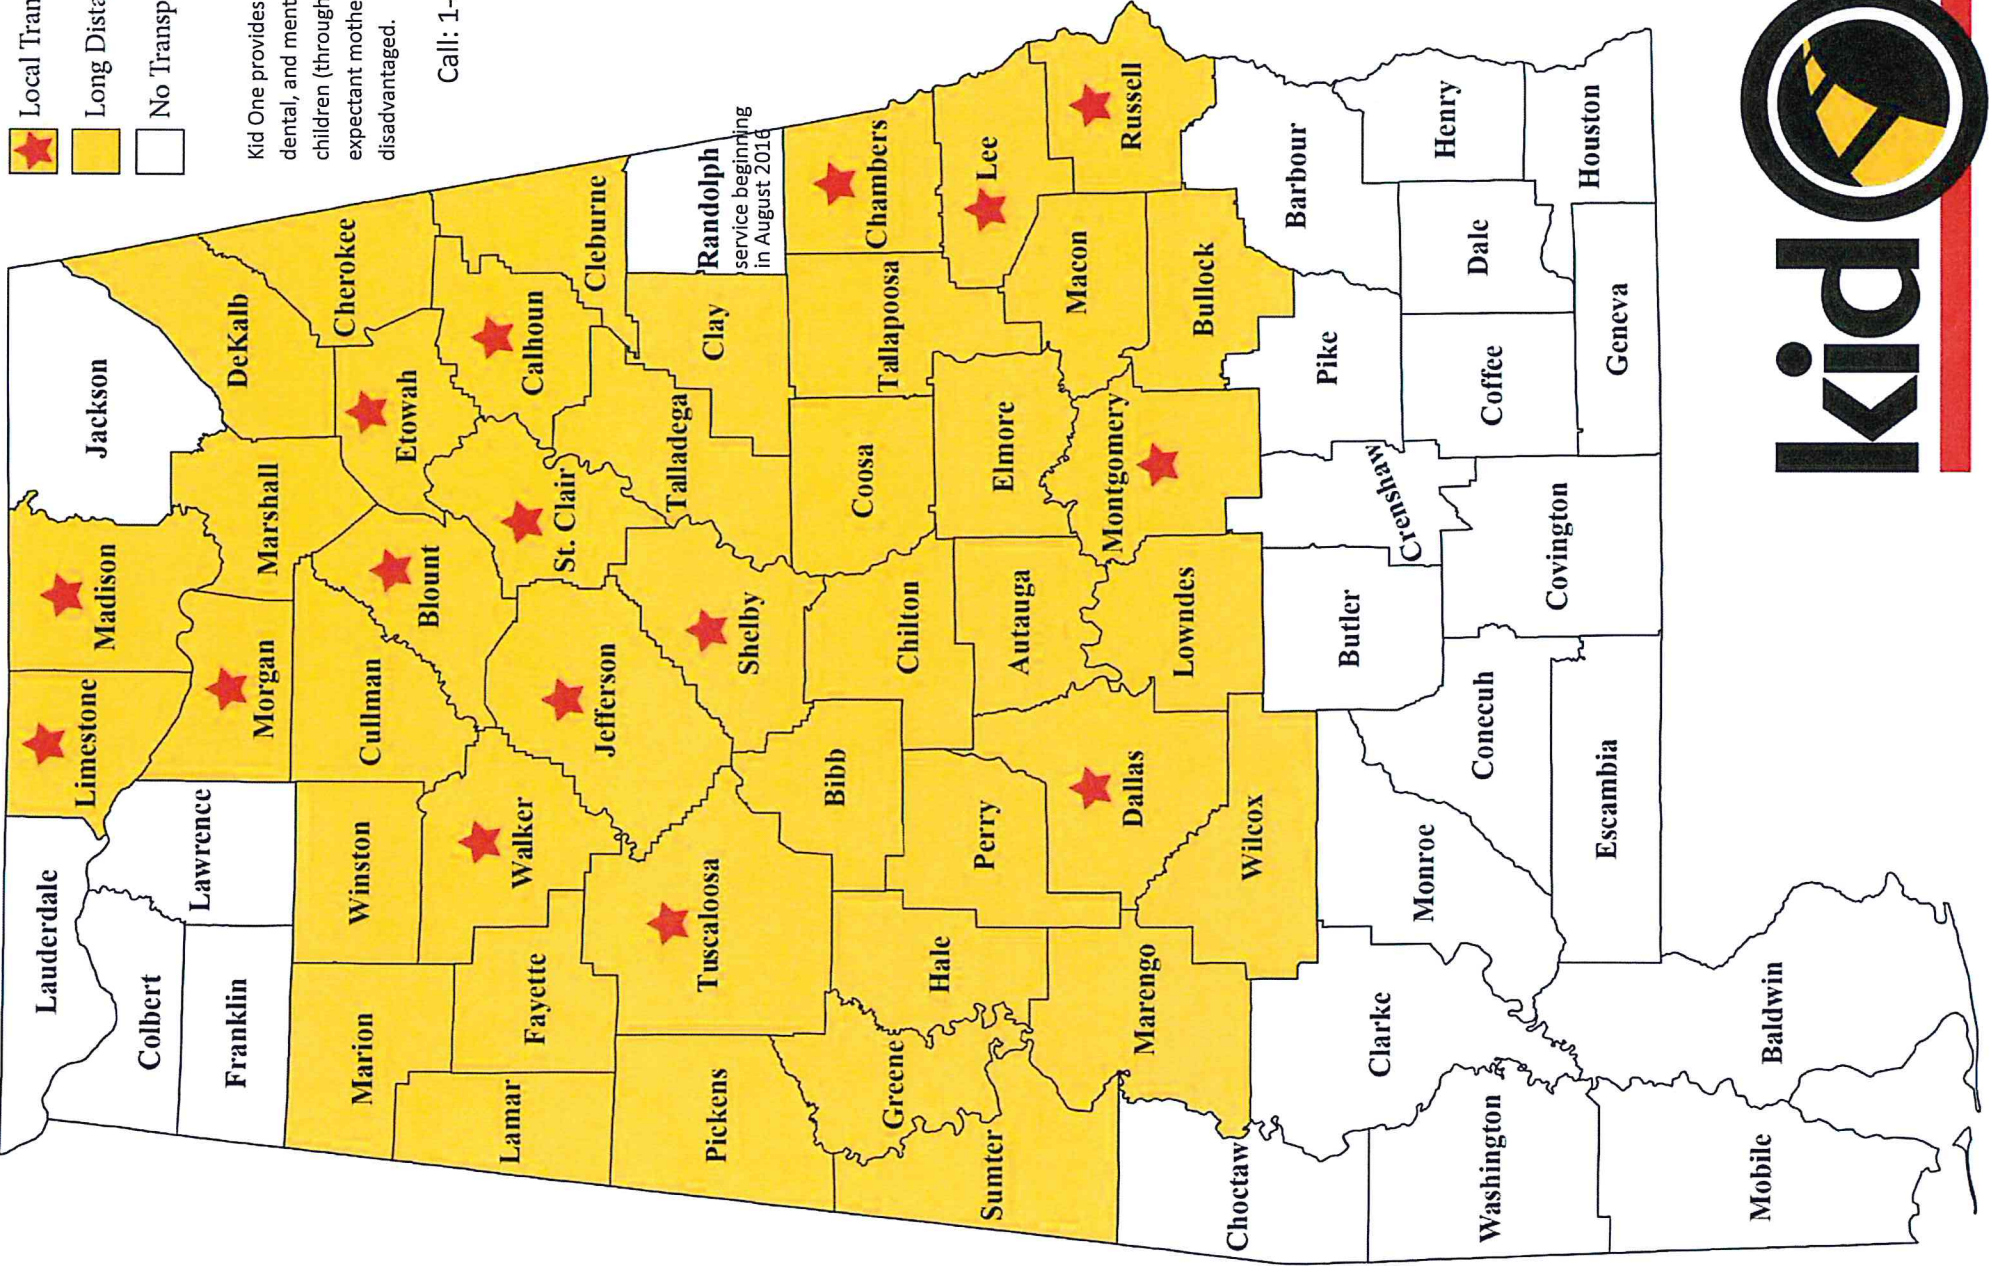 Local Tran
Long Dista
No Transp
Kid One provides
dental, and ment
children (through
expectant mothe
disadvantaged.
Call: 1-
Lauderdale
Limestone
Madison
Jackson
Colbert
Lawrence
Franklin
Morgan
Marshall
DeKalb
Cherokee
Marion
Winston
Cullman
Blount
Etowah
Calhoun
Cleburne
Lamar
Fayette
Walker
Jefferson
St. Clair
Talladega
Clay
Randolph
service beginning
in August 2016
Pickens
Tuscaloosa
Shelby
Bibb
Chilton
Coosa
Tallapoosa
Chambers
Lee
Greene
Hale
Perry
Autauga
Elmore
Macon
Russell
Sumter
Marengo
Dallas
Lowndes
Montgomery
Bullock
Barbour
Choctaw
Wilcox
Butler
Crenshaw
Pike
Henry
Clarke
Monroe
Conecuh
Covington
Coffee
Dale
Houston
Geneva
Washington
Escambia
Mobile
Baldwin
kid